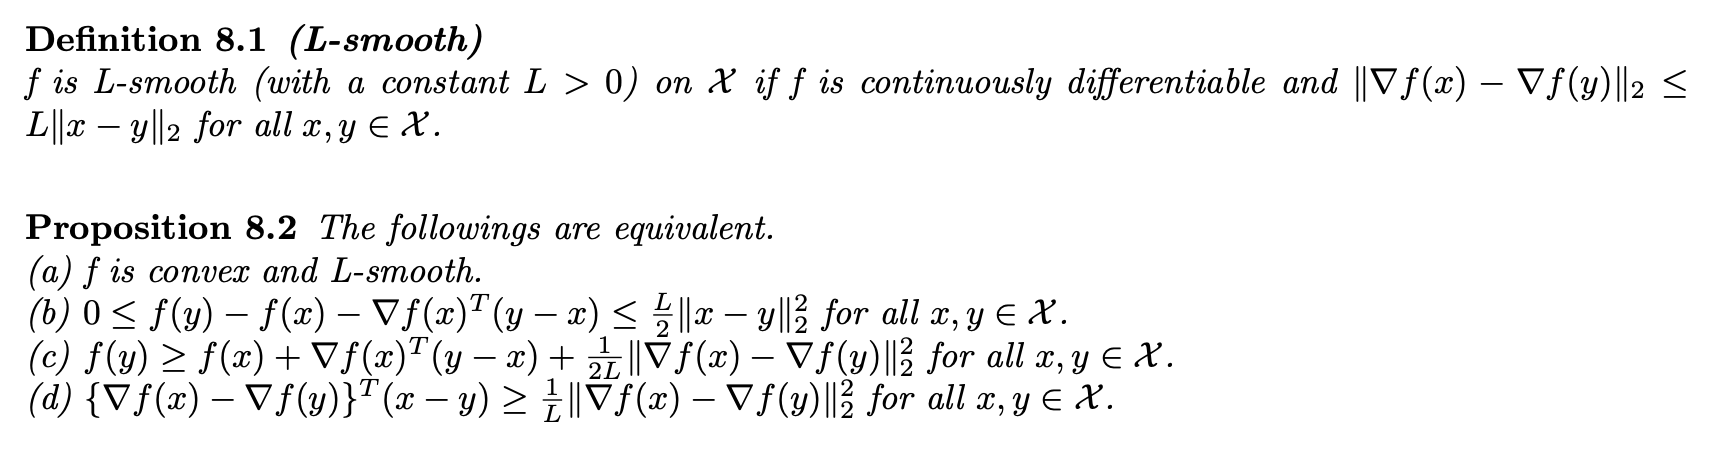 Definition 8.1 (L-smooth)
f is L-smooth (with a constant L > 0) on 𝒳 if f is continuously differentiable and ‖∇f(x) − ∇f(y)‖₂ ≤
L‖x − y‖₂ for all x, y ∈ 𝒳.
Proposition 8.2 The followings are equivalent.
(a) f is convex and L-smooth.
(b) 0 ≤ f(y) − f(x) − ∇f(x)ᵀ(y − x) ≤ L/2 ‖x − y‖₂² for all x, y ∈ 𝒳.
(c) f(y) ≥ f(x) + ∇f(x)ᵀ(y − x) + 1/2L ‖∇f(x) − ∇f(y)‖₂² for all x, y ∈ 𝒳.
(d) {∇f(x) − ∇f(y)}ᵀ(x − y) ≥ 1/L ‖∇f(x) − ∇f(y)‖₂² for all x, y ∈ 𝒳.